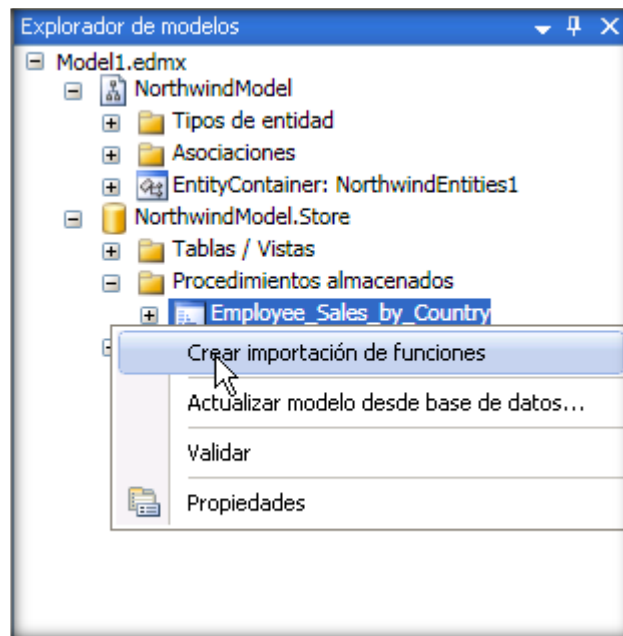 Explorador de modelos
Model1.edmx
NorthwindModel
Tipos de entidad
Asociaciones
EntityContainer: NorthwindEntities1
NorthwindModel.Store
Tablas / Vistas
Procedimientos almacenados
Employee_Sales_by_Country
Crear importación de funciones
Actualizar modelo desde base de datos...
Validar
Propiedades